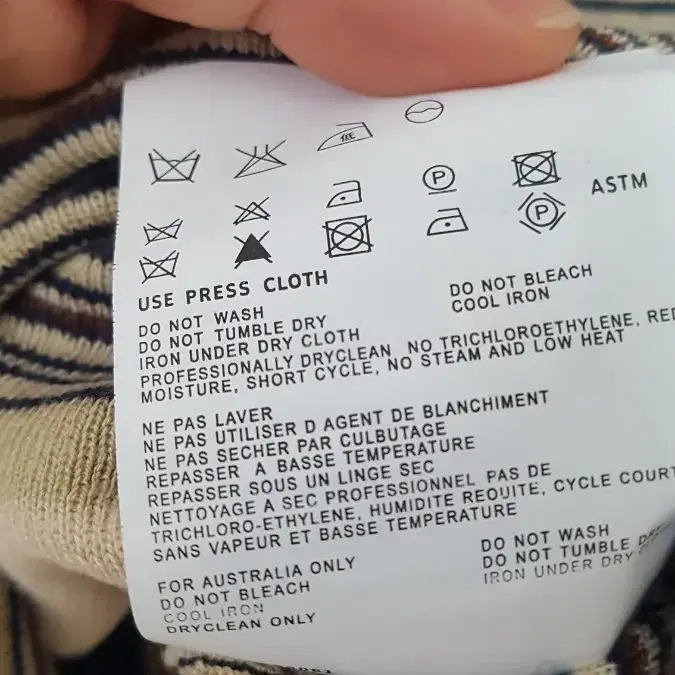 P
ASTM
P
USE PRESS CLOTH
DO NOT WASH
DO NOT BLEACH
DO NOT TUMBLE DRY
COOL IRON
IRON UNDER DRY CLOTH
PROFESSIONALLY DRYCLEAN NO TRICHLOROETHYLENE,
MOISTURE, SHORT CYCLE, NO STEAM AND LOW HEAT
NE PAS LAVER
NE PAS UTILISER D AGENT DE BLANCHIMENT
NE PAS SECHER PAR CULBUTAGE
REPASSER A BASSE TEMPERATURE
REPASSER SOUS UN LINGE SEC
NETTOYAGE A SEC PROFESSIONNEL PAS DE
TRICHLORO-ETHYLENE, HUMIDITE REOUITE, CYCLE COURT
SANS VAPEUR ET BASSE TEMPERATURE
FOR AUSTRALIA ONLY
DO NOT BLEACH
COOL IRON
DRYCLEAN ONLY
DO NOT WASH
DO NOT TUMBLE
IRON UNDER DRY